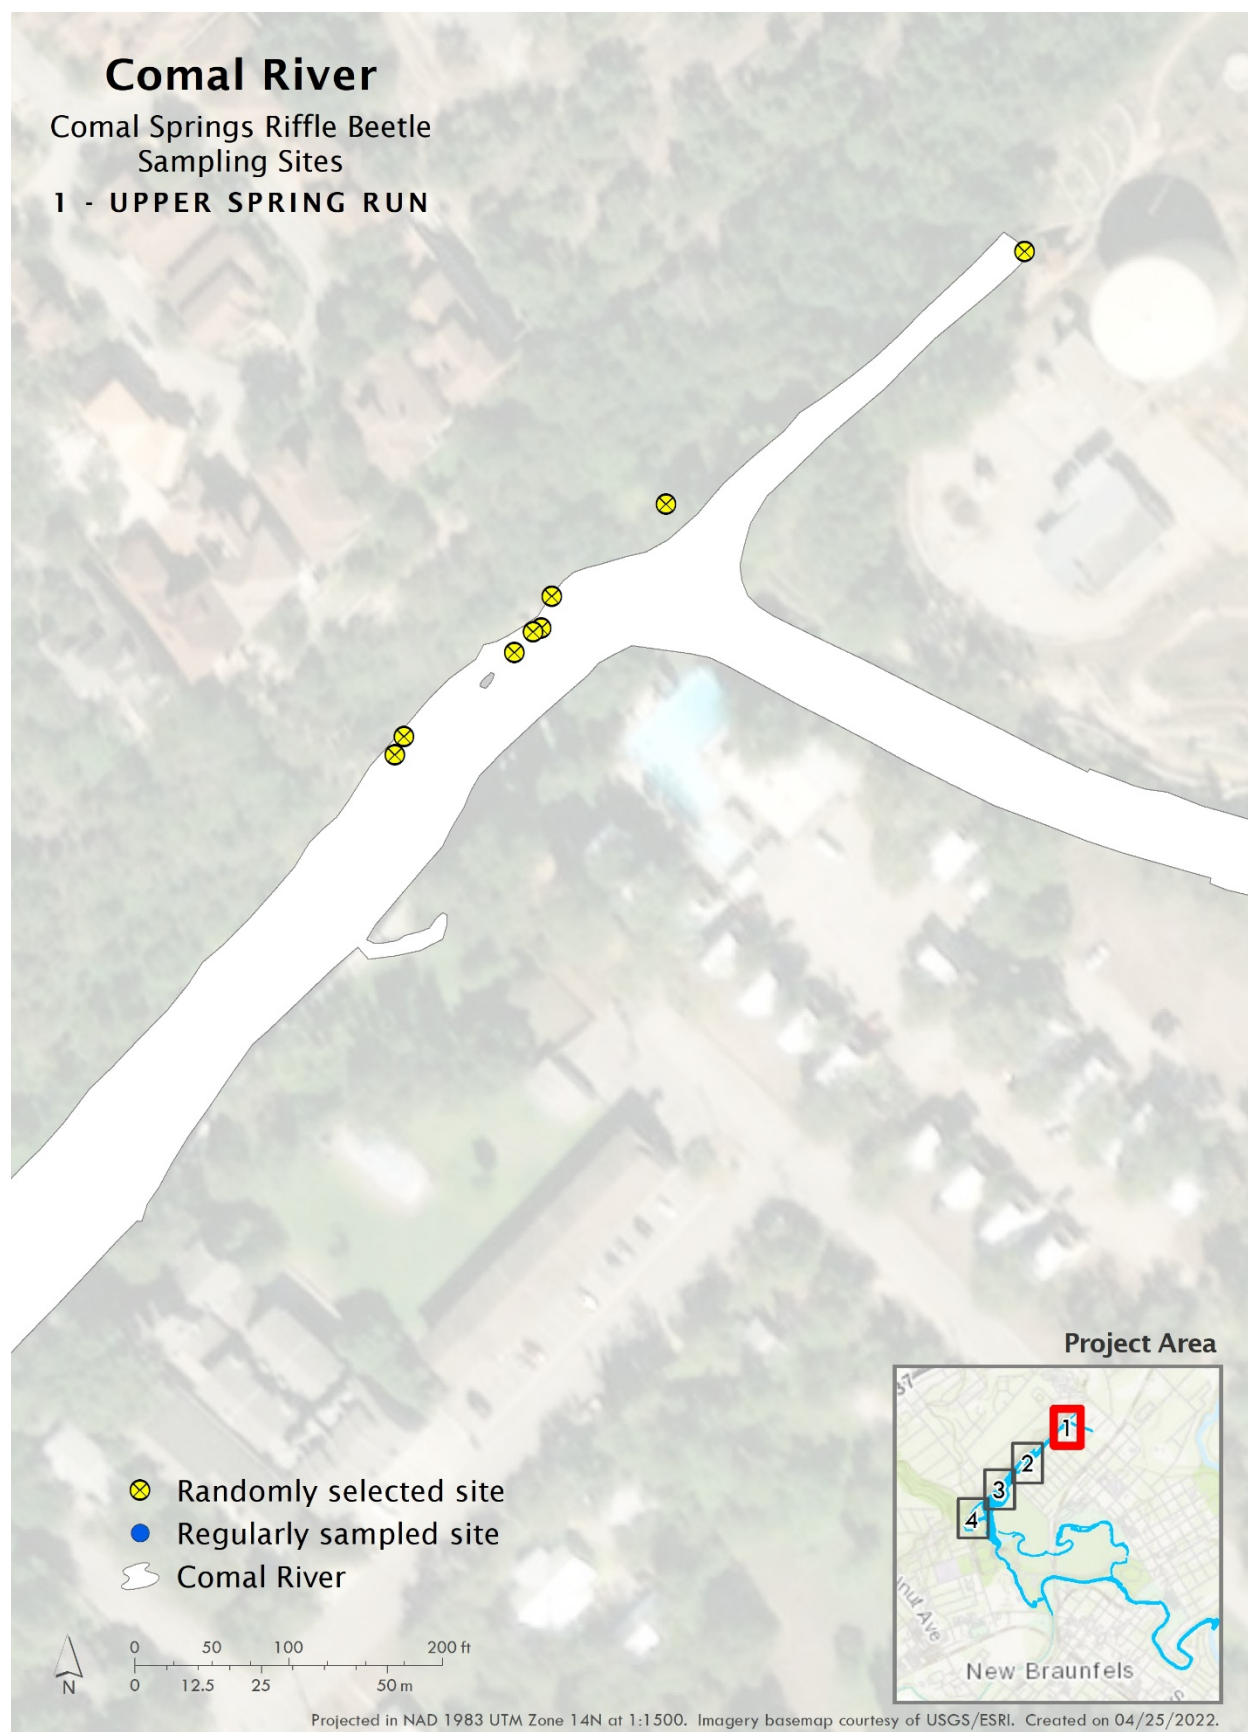 Comal River
Comal Springs Riffle Beetle
Sampling Sites
1 - UPPER SPRING RUN
Project Area
37
1
2
3
4
New Braunfels
Randomly selected site
Regularly sampled site
Comal River
0 50 100 200 ft
0 12.5 25 50 m
N
Projected in NAD 1983 UTM Zone 14N at 1:1500. Imagery basemap courtesy of USGS/ESRI. Created on 04/25/2022.